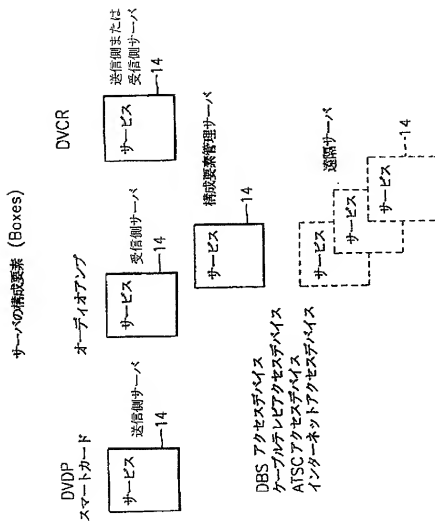 サーバの構成要素 (Boxes)
DVDP
スマートカード
送信側サーバ
14
サービス
オーディオアンプ
受信側サーバ
14
サービス
DVCR
送信側または
受信側サーバ
14
サービス
構成要素管理サーバ
14
サービス
DBS アクセスデバイス
ケーブルテレビアクセスデバイス
ATSC アクセスデバイス
インターネットアクセスデバイス
遠隔サーバ
サービス
サービス
サービス
14